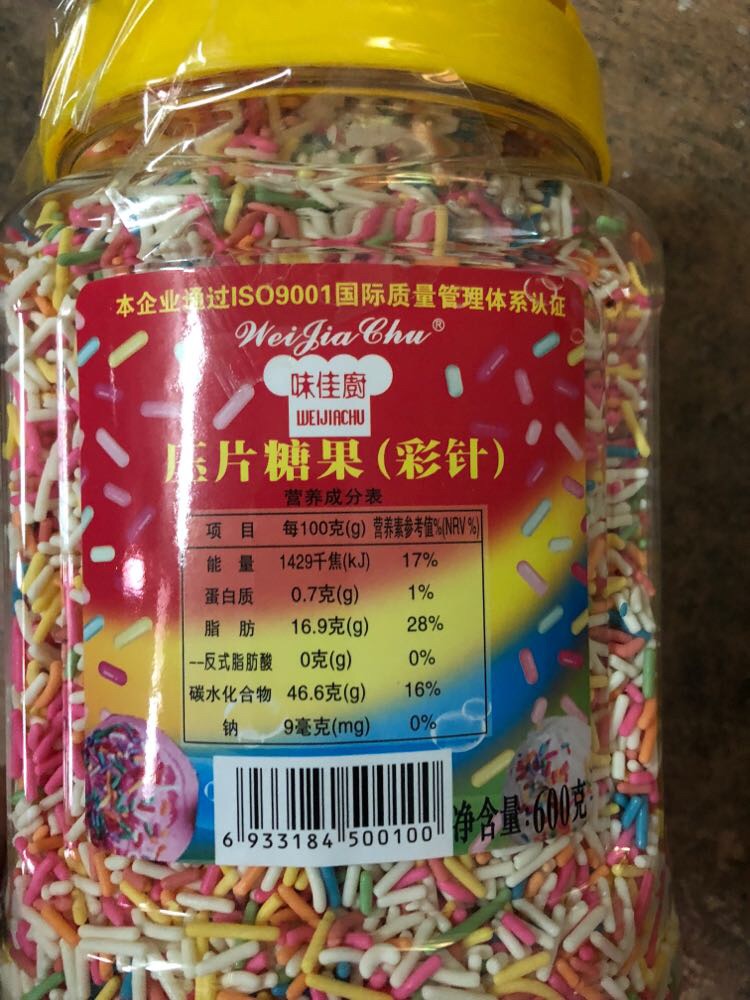 本企业通过ISO9001国际质量管理体系认证
WeiJiaChu®
味佳廚
WEIJIACHU
压片糖果(彩针)
营养成分表
项 目 每100克(g) 营养素参考值%(NRV%)
能 量 1429千焦(kJ) 17%
蛋白质 0.7克(g) 1%
脂 肪 16.9克(g) 28%
--反式脂肪酸 0克(g) 0%
碳水化合物 46.6克(g) 16%
钠 9毫克(mg) 0%
6 933184 500100
净含量:600克